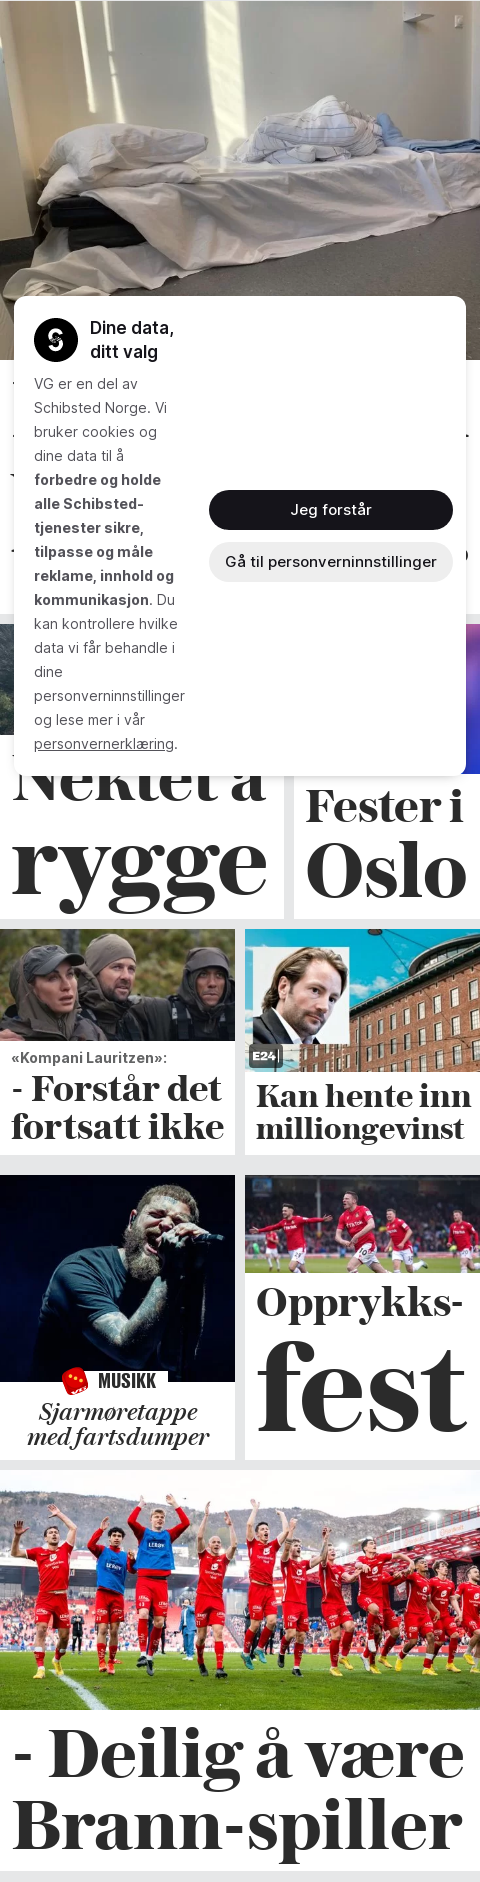 Dine data,
ditt valg
VG er en del av
Schibsted Norge. Vi
bruker cookies og
dine data til å
forbedre og holde
alle Schibsted-
tjenester sikre,
tilpasse og måle
reklame, innhold og
kommunikasjon. Du
kan kontrollere hvilke
data vi får behandle i
dine
personverninnstillinger
og lese mer i vår
personvernerklæring.
Jeg forstår
Gå til personverninnstillinger
Nektet å
rygge
Fester i
Oslo
«Kompani Lauritzen»:
- Forstår det
fortsatt ikke
E24
Kan hente inn
milliongevinst
MUSIKK
Sjarmøretappe
med fartsdumper
Opprykks-
fest
- Deilig å være
Brann-spiller